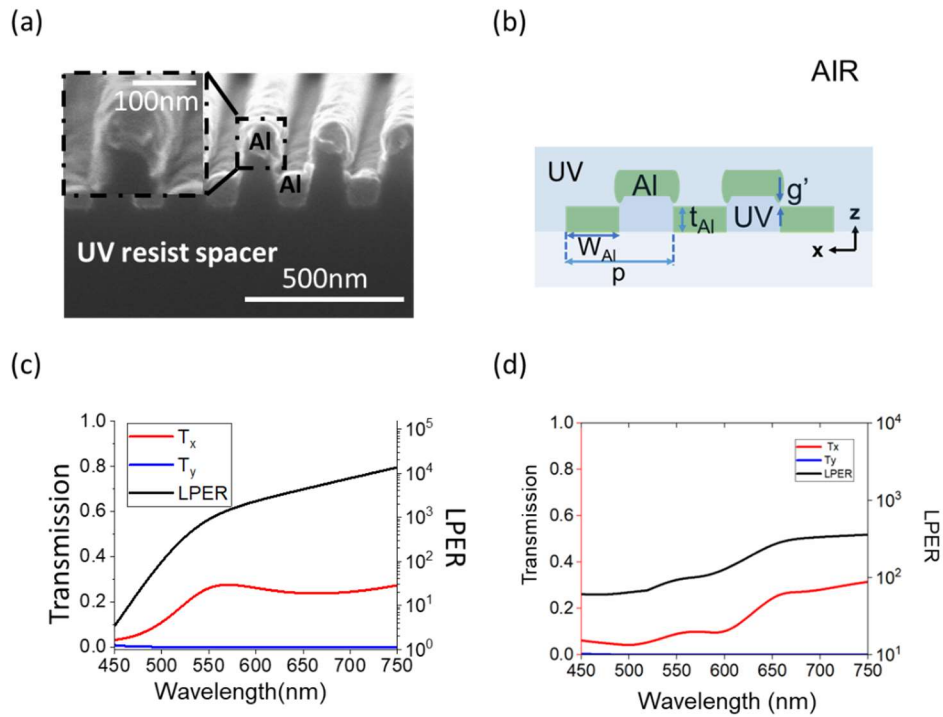 (a)
100nm
Al
Al
UV resist spacer
500nm
(b)
AIR
UV
Al
g'
t_Al
UV
z
W_Al
x
p
(c)
1.0
0.8
0.6
0.4
0.2
0.0
Transmission
T_x
T_y
LPER
10^5
10^4
10^3
10^2
10^1
10^0
LPER
450 500 550 600 650 700 750
Wavelength(nm)
(d)
1.0
0.8
0.6
0.4
0.2
0.0
Transmission
Tx
Ty
LPER
10^4
10^3
10^2
10^1
LPER
450 500 550 600 650 700 750
Wavelength (nm)